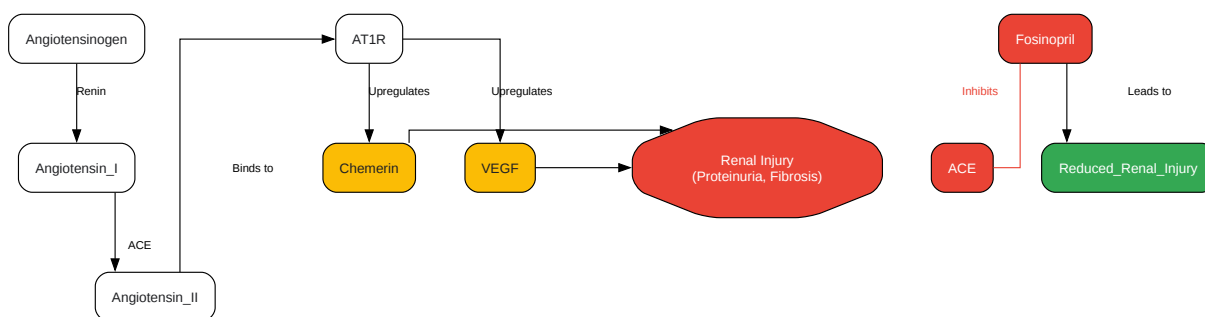 Angiotensinogen
AT1R
Fosinopril
Renin
Upregulates
Upregulates
Inhibits
Leads to
Angiotensin_I
Binds to
Chemerin
VEGF
Renal Injury
(Proteinuria, Fibrosis)
ACE
Reduced_Renal_Injury
ACE
Angiotensin_II